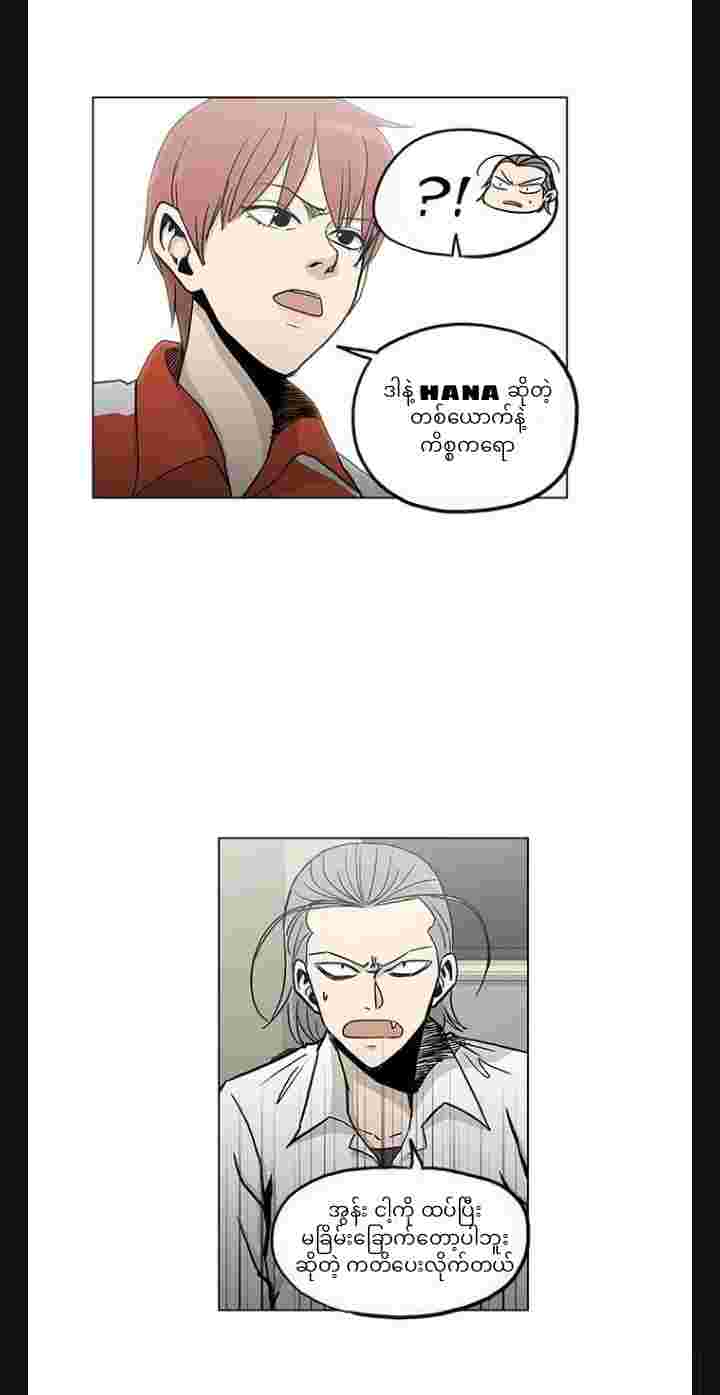 ?!
ဒါနဲ့ HANA ဆိုတဲ့
တစ်ယောက်နဲ့
ကိစ္စကရော
အွန်း ငါ့ကို ထပ်ပြီး
မခြိမ်းခြောက်တော့ပါဘူး
ဆိုတဲ့ ကတိပေးလိုက်တယ်